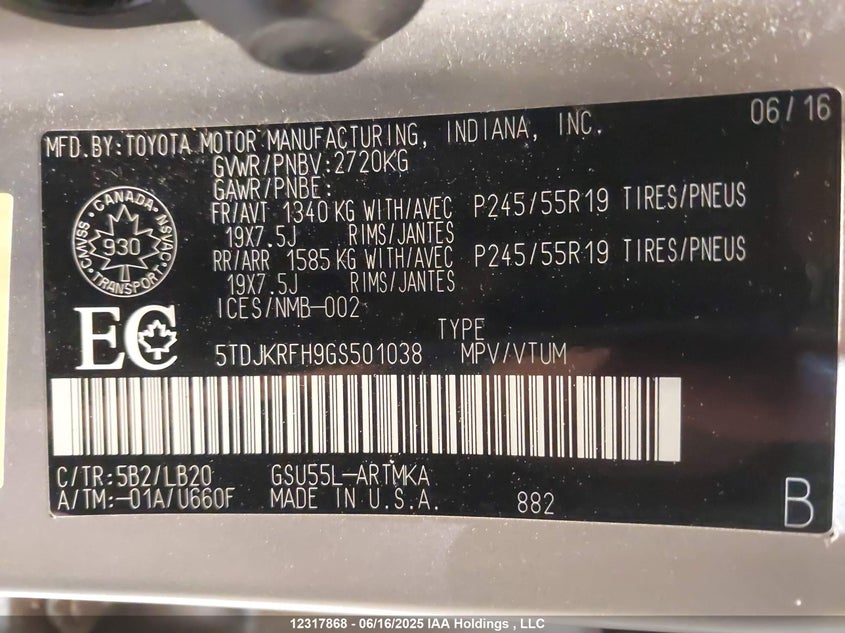 06/16
MFD.BY:TOYOTA MOTOR MANUFACTURING, INDIANA, INC.
GVWR/PNBV:2720KG
GAWR/PNBE:
FR/AVT 1340 KG WITH/AVEC P245/55R19 TIRES/PNEUS
19X7.5J RIMS/JANTES
RR/ARR 1585 KG WITH/AVEC P245/55R19 TIRES/PNEUS
19X7.5J RIMS/JANTES
ICES/NMB-002
CANADA
CMVSS
NSVAC
930
TRANSPORT
EC
TYPE
5TDJKRFH9GS501038 MPV/VTUM
C/TR:5B2/LB20 GSU55L-ARTMKA
A/TM:-01A/U660F MADE IN U.S.A. 882
B
12317868 - 06/16/2025 IAA Holdings , LLC